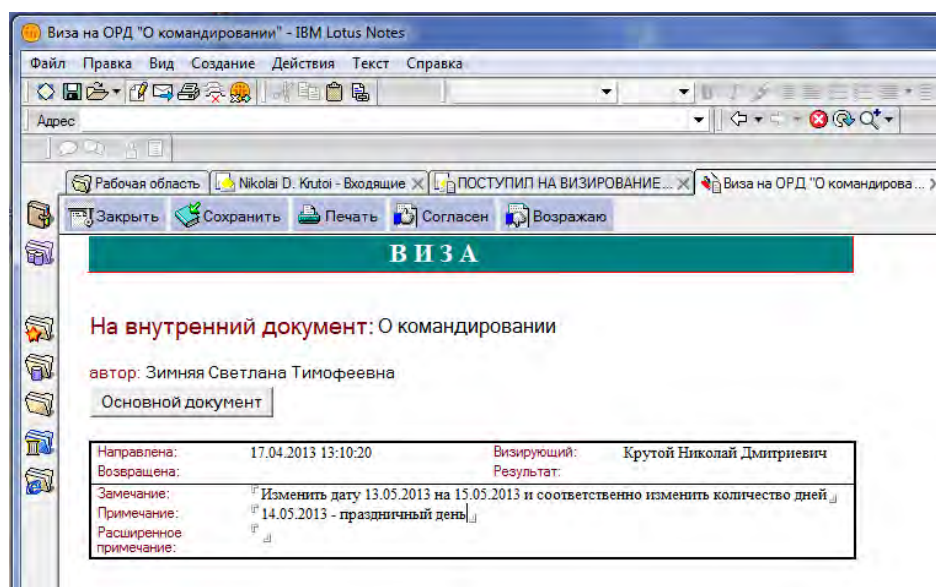 Виза на ОРД "О командировании" - IBM Lotus Notes
Файл Правка Вид Создание Действия Текст Справка
Адрес
Рабочая область Nikolai D. Krutoi - Входящие ПОСТУПИЛ НА ВИЗИРОВАНИЕ... Виза на ОРД "О командирова...
Закрыть Сохранить Печать Согласен Возражаю
ВИЗА
На внутренний документ: О командировании
автор: Зимняя Светлана Тимофеевна
Основной документ
Направлена: 17.04.2013 13:10:20 Визирующий: Крутой Николай Дмитриевич
Возвращена: Результат:
Замечание: Изменить дату 13.05.2013 на 15.05.2013 и соответственно изменить количество дней
Примечание: 14.05.2013 - праздничный день
Расширенное
примечание: